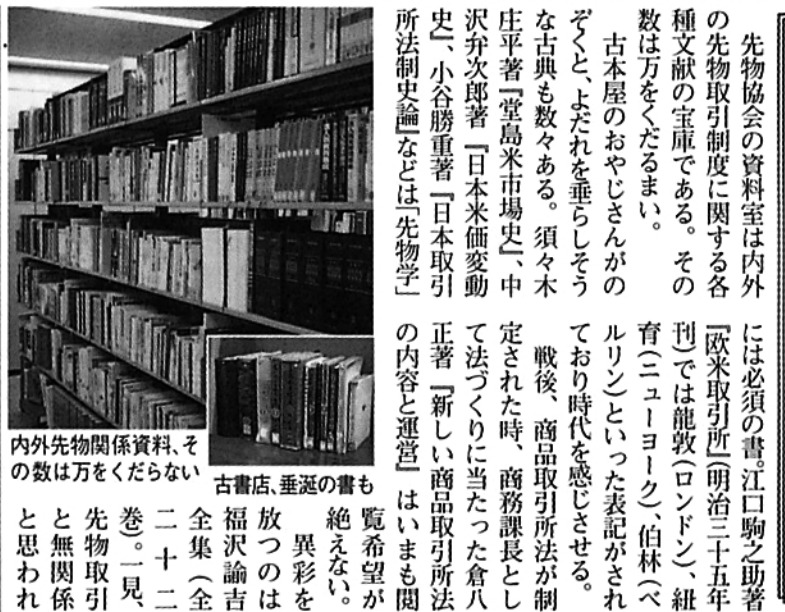 先物協会の資料室は内外
の先物取引制度に関する各
種文献の宝庫である。その
数は万をくだるまい。
古本屋のおやじさんがの
ぞくと、よだれを垂らしそう
な古典も数々ある。須々木
庄平著『堂島米市場史』、中
沢弁次郎著『日本米価変動
史』、小谷勝重著『日本取引
所法制史論』などは「先物学」
には必須の書。江口駒之助著
『欧米取引所』(明治三十五年
刊)では龍敦(ロンドン)、紐
育(ニューヨーク)、伯林(ベ
ルリン)といった表記がされ
ており時代を感じさせる。
戦後、商品取引所法が制
定された時、商務課長とし
て法づくりに当たった倉八
正著『新しい商品取引所法
の内容と運営』はいまも閲
覧希望が
絶えない。
異彩を
放つのは
福沢諭吉
全集(全
二十二
巻)。一見、
先物取引
と無関係
と思われ
内外先物関係資料、そ
の数は万をくだらない
古書店、垂涎の書も